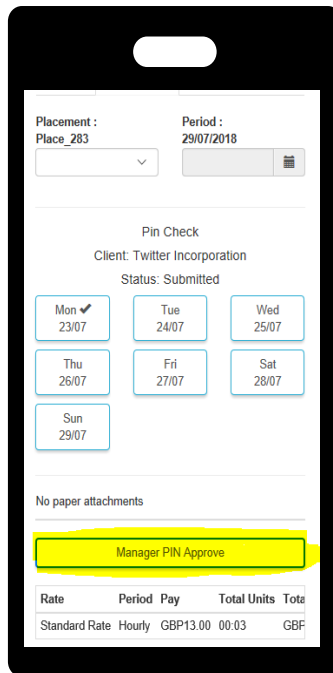 Placement : Period :
Place_283 29/07/2018
Pin Check
Client: Twitter Incorporation
Status: Submitted
Mon ✔ Tue Wed
23/07 24/07 25/07
Thu Fri Sat
26/07 27/07 28/07
Sun
29/07
No paper attachments
Manager PIN Approve
Rate Period Pay Total Units Tota
Standard Rate Hourly GBP13.00 00:03 GBP